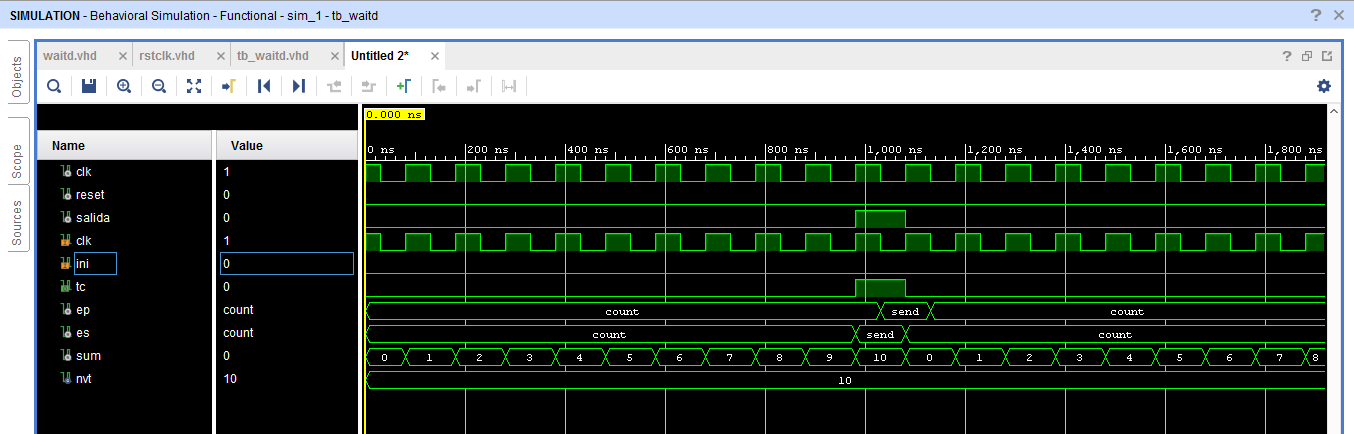 SIMULATION - Behavioral Simulation - Functional - sim_1 - tb_waitd
Objects
Scope
Sources
waitd.vhd
rstclk.vhd
tb_waitd.vhd
Untitled 2*
0.000 ns
Name Value
0 ns 200 ns 400 ns 600 ns 800 ns 1,000 ns 1,200 ns 1,400 ns 1,600 ns 1,800 ns
clk 1
reset 0
salida 0
clk 1
ini 0
tc 0
ep count count send count
es count count send count
sum 0 0 1 2 3 4 5 6 7 8 9 10 0 1 2 3 4 5 6 7 8
nvt 10 10